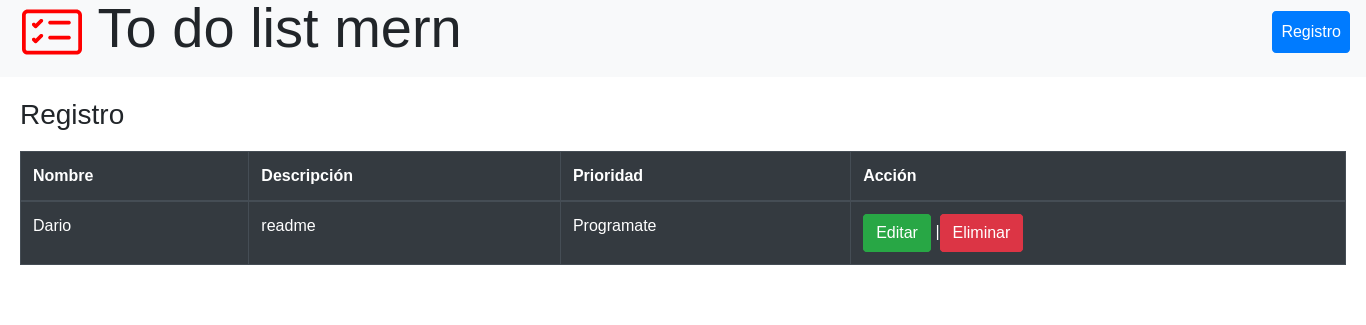 To do list mern
Registro
Registro
Nombre Descripción Prioridad Acción
Dario readme Programate Editar | Eliminar